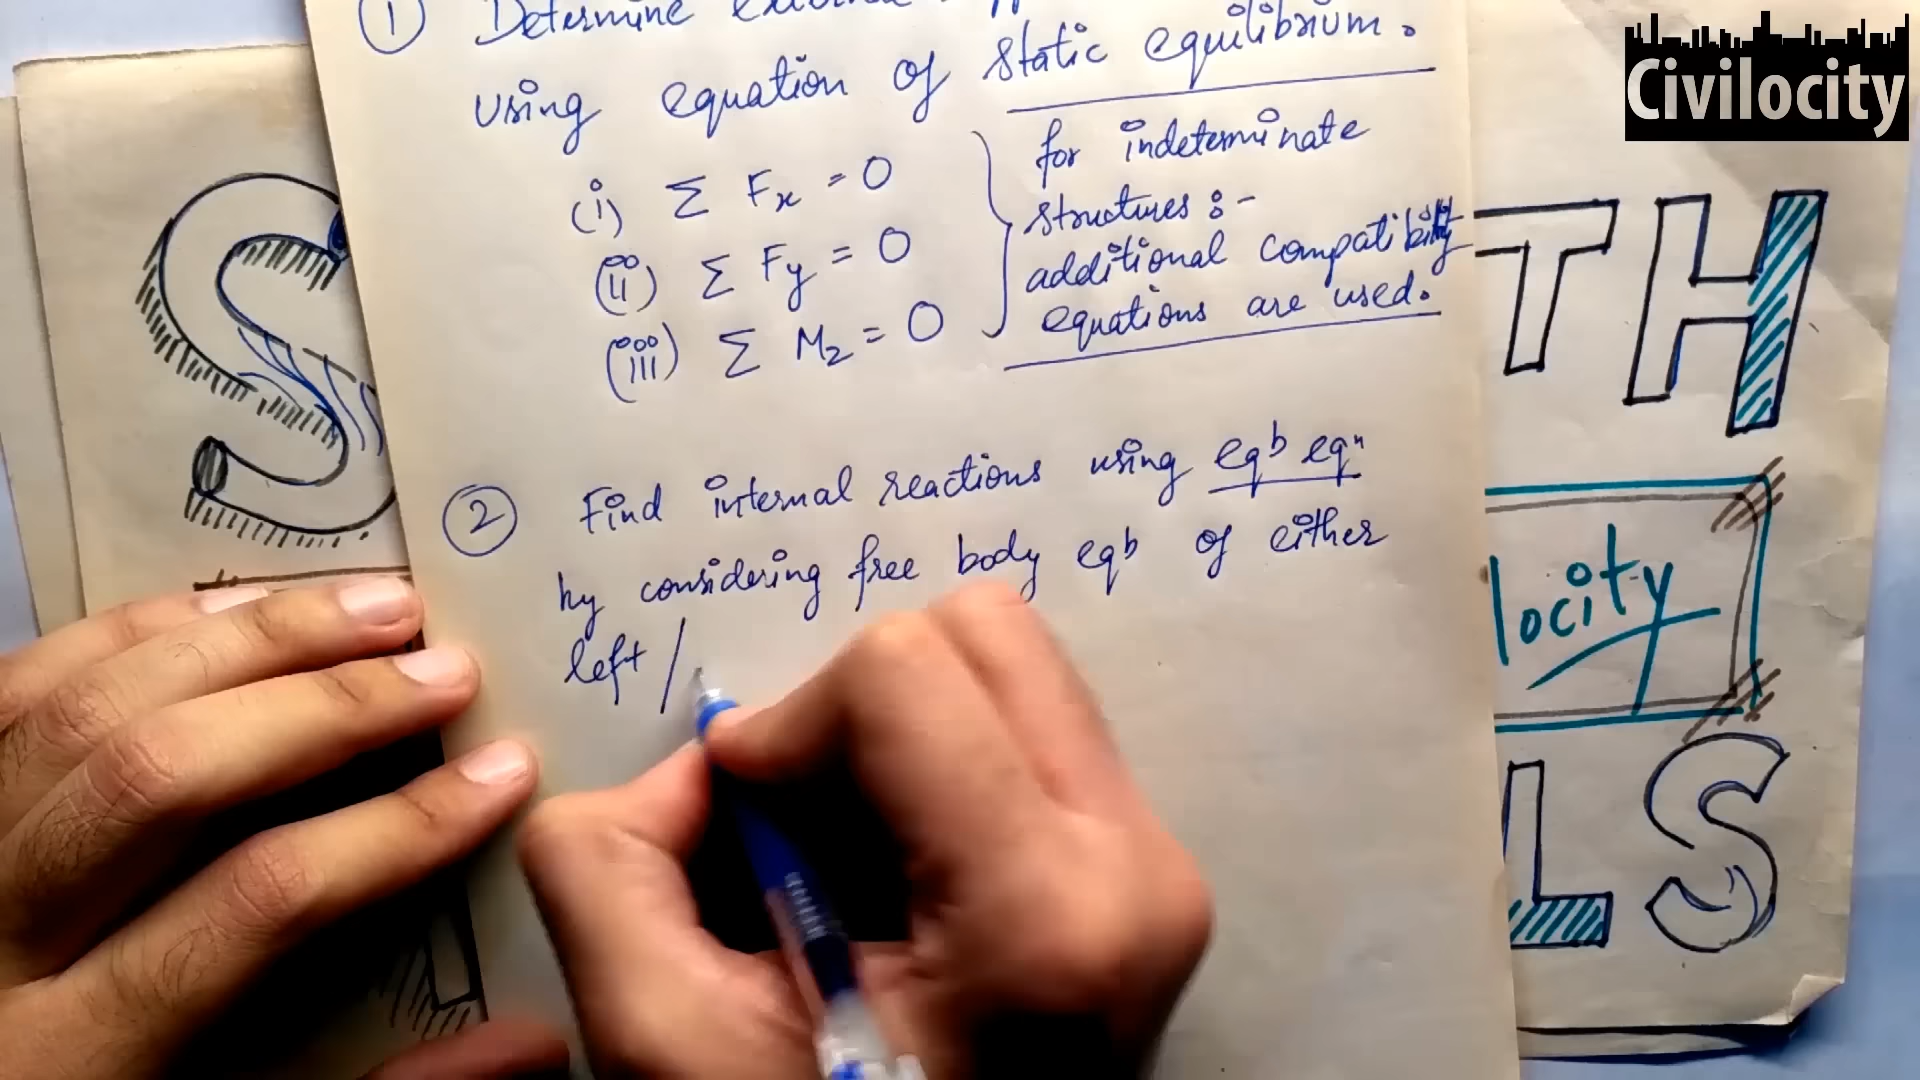 ① Determine
using equation of static equilibrium.
(i) Σ Fx = 0
(ii) Σ Fy = 0
(iii) Σ Mz = 0
for indeterminate
structures :-
additional compatibility
equations are used.
② Find internal reactions using eqb eqn
by considering free body eqb of either
left /
Civilocity
S
TH
locity
LS